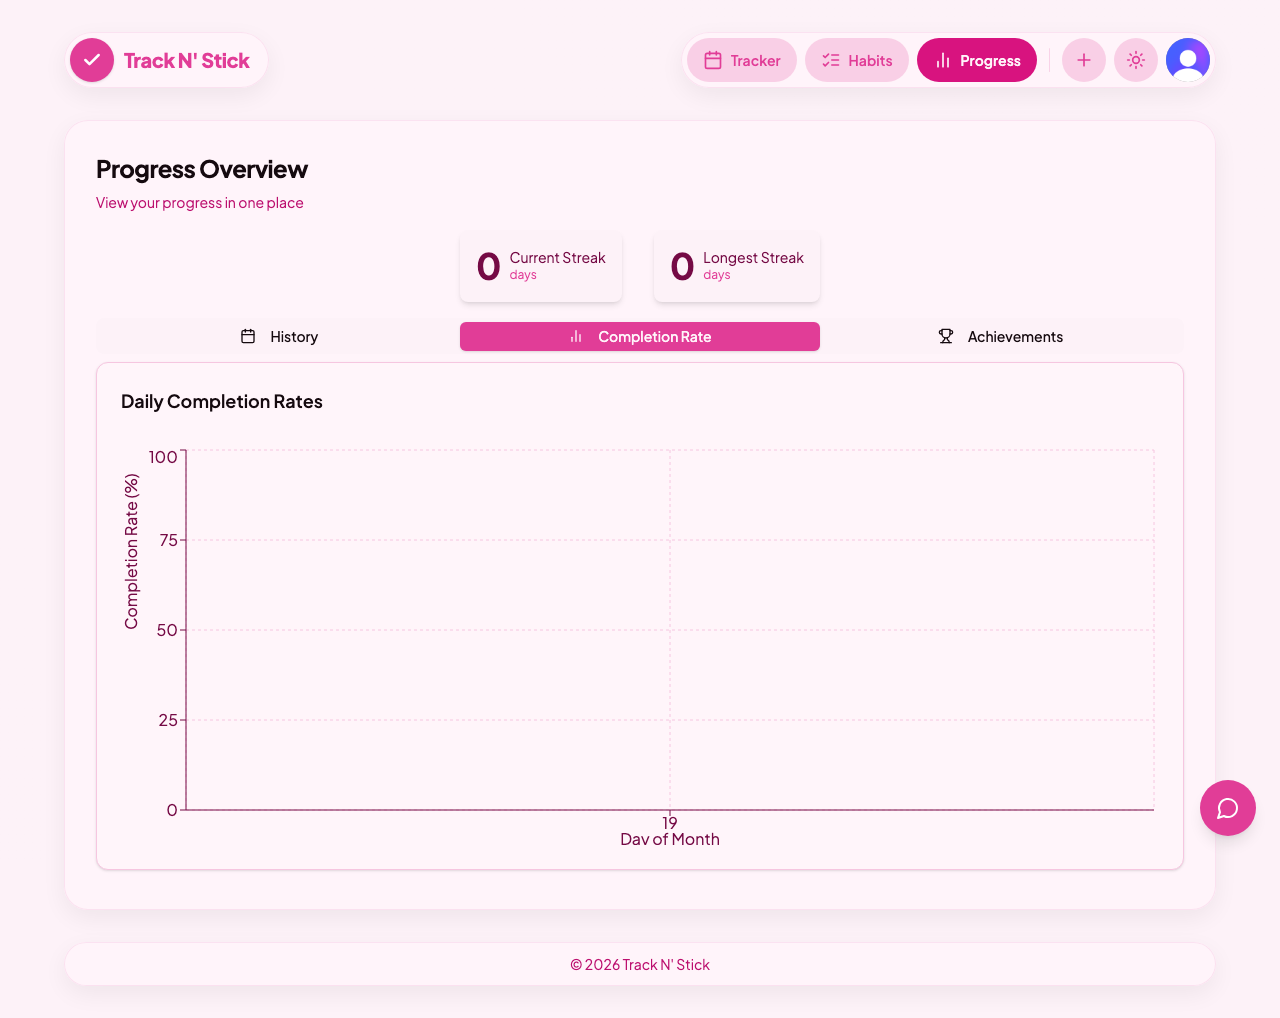 Track N' Stick
Tracker
Habits
Progress
Progress Overview
View your progress in one place
0
Current Streak
days
0
Longest Streak
days
History
Completion Rate
Achievements
Daily Completion Rates
100
75
50
25
0
Completion Rate (%)
19
Day of Month
© 2026 Track N' Stick